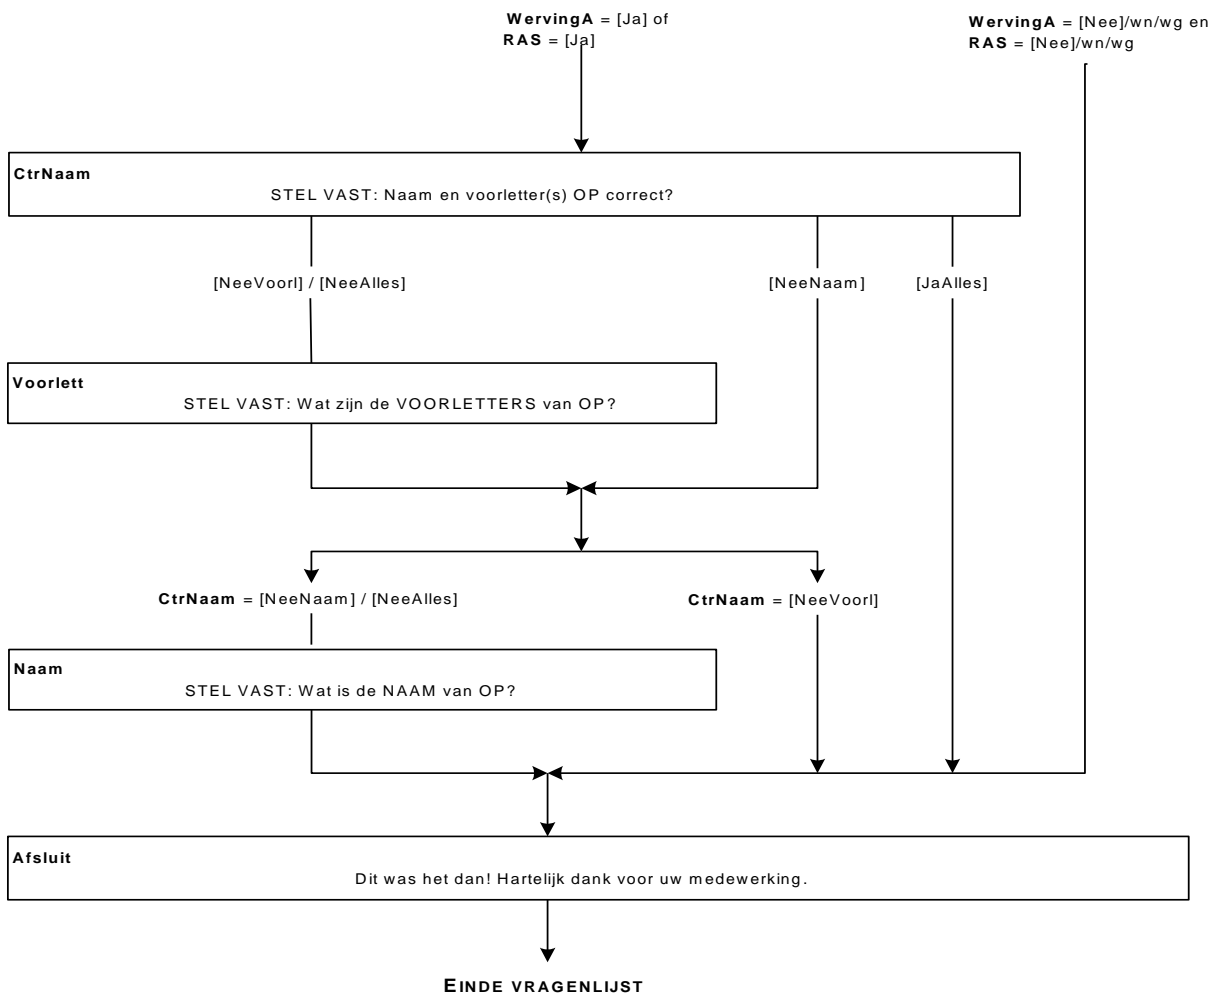 WervingA = [Ja] of
RAS = [Ja]
WervingA = [Nee]/wn/wg en
RAS = [Nee]/wn/wg
CtrNaam
STEL VAST: Naam en voorletter(s) OP correct?
[NeeVoorl] / [NeeAlles]
[NeeNaam]
[JaAlles]
Voorlett
STEL VAST: Wat zijn de VOORLETTERS van OP?
CtrNaam = [NeeNaam] / [NeeAlles]
CtrNaam = [NeeVoorl]
Naam
STEL VAST: Wat is de NAAM van OP?
Afsluit
Dit was het dan! Hartelijk dank voor uw medewerking.
EINDE VRAGENLIJST